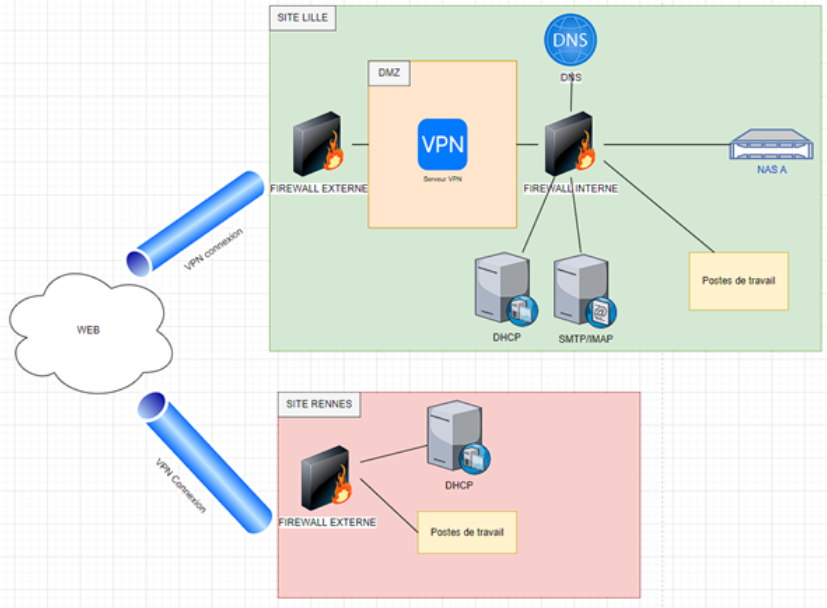 SITE LILLE
DNS
DNS
DMZ
VPN
Serveur VPN
FIREWALL EXTERNE
FIREWALL INTERNE
NAS A
VPN connexion
Postes de travail
DHCP
SMTP/IMAP
@
WEB
SITE RENNES
VPN Connexion
DHCP
FIREWALL EXTERNE
Postes de travail